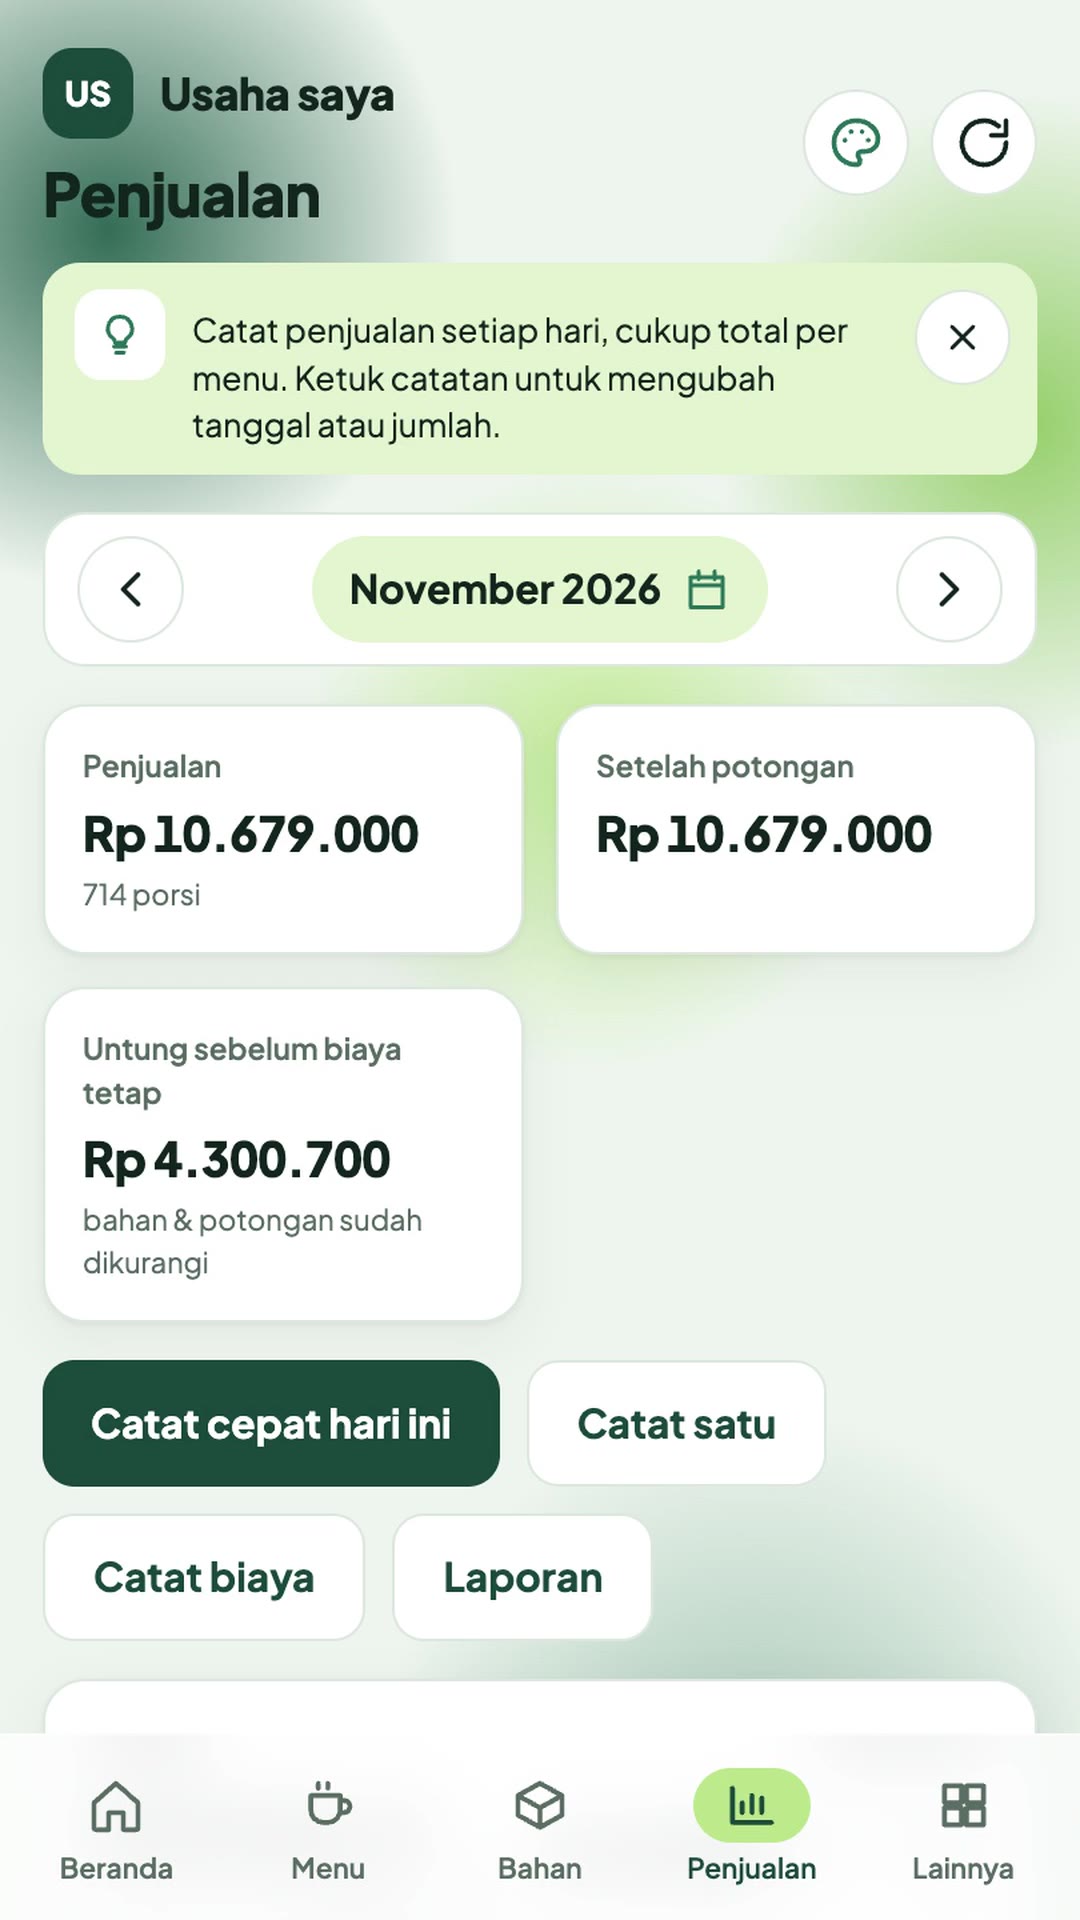 US
Usaha saya
Penjualan
Catat penjualan setiap hari, cukup total per
menu. Ketuk catatan untuk mengubah
tanggal atau jumlah.
November 2026
Penjualan
Rp 10.679.000
714 porsi
Setelah potongan
Rp 10.679.000
Untung sebelum biaya
tetap
Rp 4.300.700
bahan & potongan sudah
dikurangi
Catat cepat hari ini
Catat satu
Catat biaya
Laporan
Beranda
Menu
Bahan
Penjualan
Lainnya